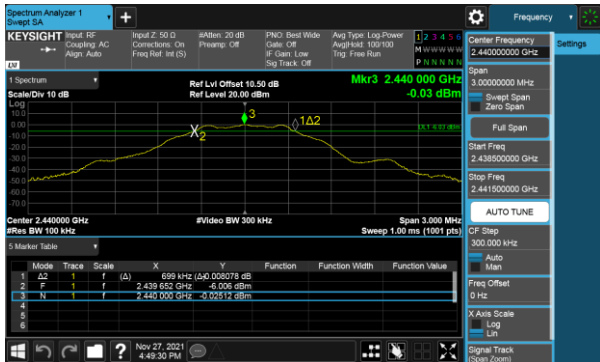 Spectrum Analyzer 1
Swept SA
Frequency
KEYSIGHT
Input: RF
Coupling: AC
Align: Auto
Input Z: 50 Ω
Corrections: On
Freq Ref: Int (S)
#Atten: 20 dB
Preamp: Off
PNO: Best Wide
Gate: Off
IF Gain: Low
Sig Track: Off
Avg Type: Log-Power
Avg|Hold: 100/100
Trig: Free Run
1 2 3 4 5 6
M W W W W W
P N N N N N
LXI
1 Spectrum
Scale/Div 10 dB
Ref Lvl Offset 10.50 dB
Ref Level 20.00 dBm
Mkr3 2.440 000 GHz
-0.03 dBm
Log
10.0
0.00
-10.0
-20.0
-30.0
-40.0
-50.0
-60.0
-70.0
3
1Δ2
X2
Center 2.440000 GHz
#Res BW 100 kHz
#Video BW 300 kHz
Span 3.000 MHz
Sweep 1.00 ms (1001 pts)
5 Marker Table
Mode Trace Scale X Y Function Function Width Function Value
1 Δ2 1 f (Δ) 699 kHz (Δ) -0.008078 dB
2 F 1 f 2.439 652 GHz -6.006 dBm
3 N 1 f 2.440 000 GHz -0.02512 dBm
4
5
6
Nov 27, 2021
4:49:30 PM
Center Frequency
2.440000000 GHz
Settings
Span
3.00000000 MHz
Swept Span
Zero Span
Full Span
Start Freq
2.438500000 GHz
Stop Freq
2.441500000 GHz
AUTO TUNE
CF Step
300.000 kHz
Auto
Man
Freq Offset
0 Hz
X Axis Scale
Log
Lin
Signal Track
(Span Zoom)